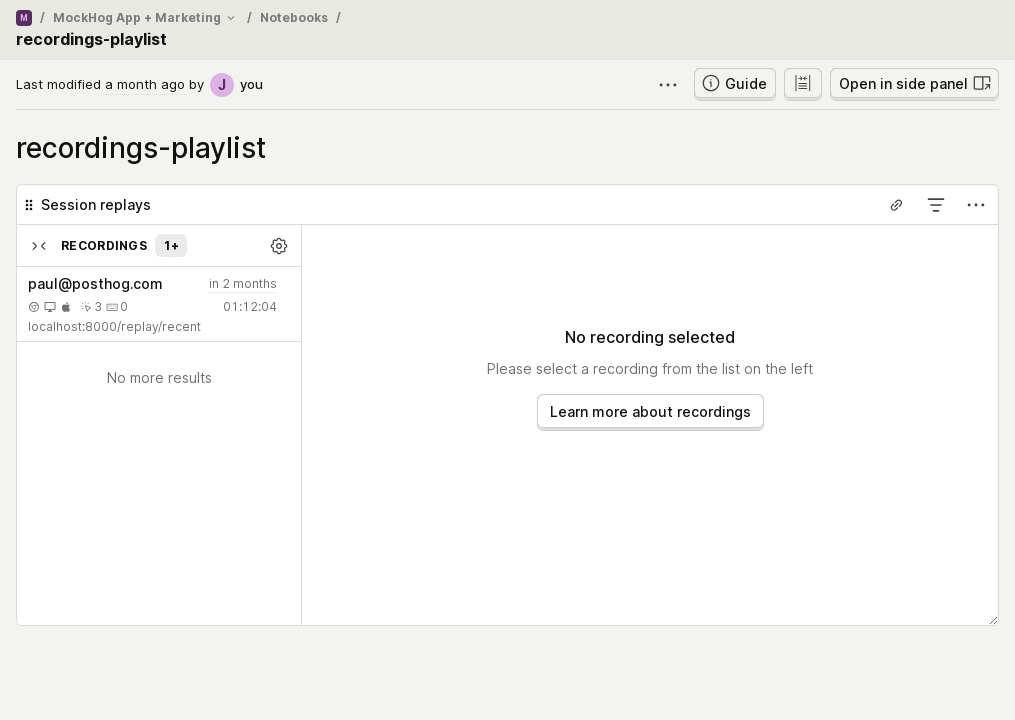 M / MockHog App + Marketing / Notebooks /
recordings-playlist
Last modified a month ago by J you
Guide
Open in side panel
recordings-playlist
Session replays
RECORDINGS 1+
paul@posthog.com in 2 months
3 0 01:12:04
localhost:8000/replay/recent
No more results
No recording selected
Please select a recording from the list on the left
Learn more about recordings